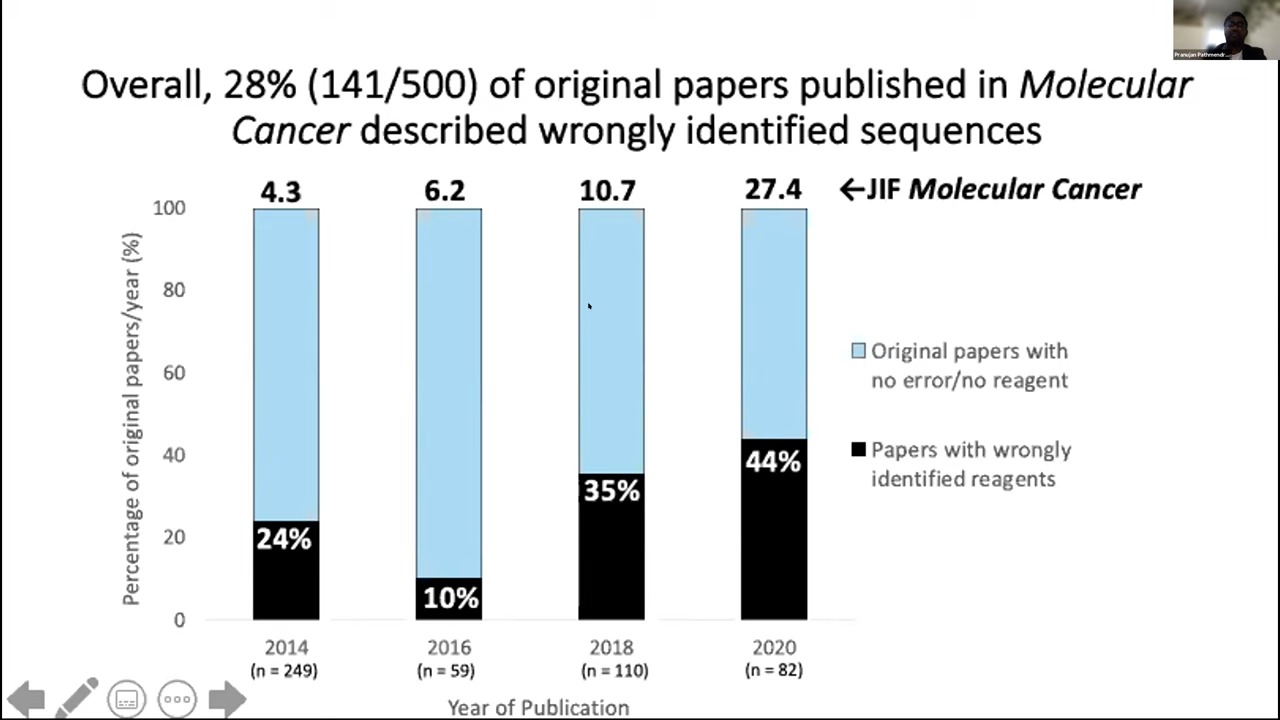 Pranujan Pathmendr...
Overall, 28% (141/500) of original papers published in Molecular
Cancer described wrongly identified sequences
4.3 6.2 10.7 27.4 ←JIF Molecular Cancer
Percentage of original papers/year (%)
100
80
60
40
20
0
24%
10%
35%
44%
Original papers with
no error/no reagent
Papers with wrongly
identified reagents
2014 2016 2018 2020
(n = 249) (n = 59) (n = 110) (n = 82)
Year of Publication